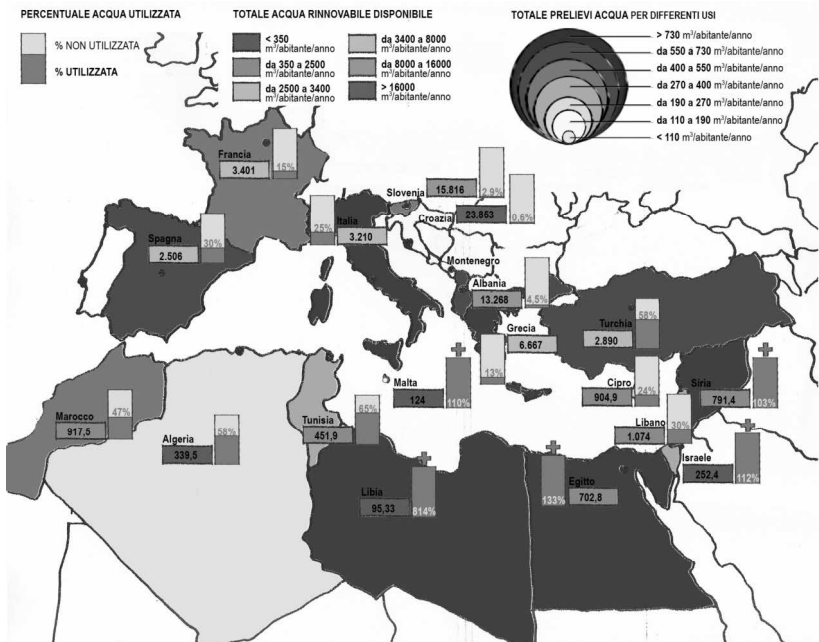 PERCENTUALE ACQUA UTILIZZATA
% NON UTILIZZATA
% UTILIZZATA
TOTALE ACQUA RINNOVABILE DISPONIBILE
< 350
m³/abitante/anno
da 350 a 2500
m³/abitante/anno
da 2500 a 3400
m³/abitante/anno
da 3400 a 8000
m³/abitante/anno
da 8000 a 16000
m³/abitante/anno
> 16000
m³/abitante/anno
TOTALE PRELIEVI ACQUA PER DIFFERENTI USI
> 730 m³/abitante/anno
da 550 a 730 m³/abitante/anno
da 400 a 550 m³/abitante/anno
da 270 a 400 m³/abitante/anno
da 190 a 270 m³/abitante/anno
da 110 a 190 m³/abitante/anno
< 110 m³/abitante/anno
Francia
3.401
15%
Slovenia
15.816
2.9%
Croazia
23.853
0,6%
Italia
3.210
25%
Spagna
2.506
30%
Montenegro
Albania
13.268
4,5%
Grecia
6.667
13%
Turchia
2.890
58%
Malta
124
110%
Cipro
904,9
24%
Siria
791,4
103%
Marocco
917,5
47%
Algeria
339,5
58%
Tunisia
451,9
65%
Libano
1.074
30%
Israele
252,4
112%
Libia
95,33
814%
Egitto
702,8
133%